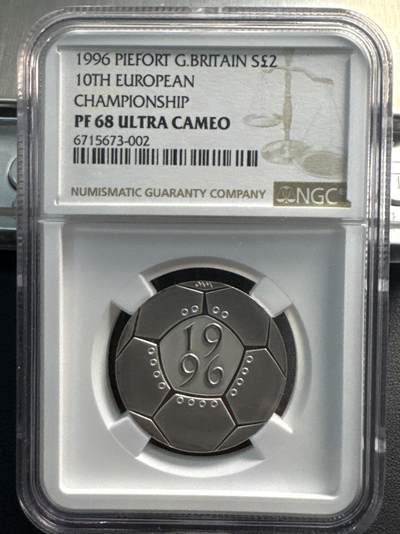 1996 PIEFORT G.BRITAIN S£2
10TH EUROPEAN
CHAMPIONSHIP
PF 68 ULTRA CAMEO
6715673-002
NUMISMATIC GUARANTY COMPANY NGC
19
96